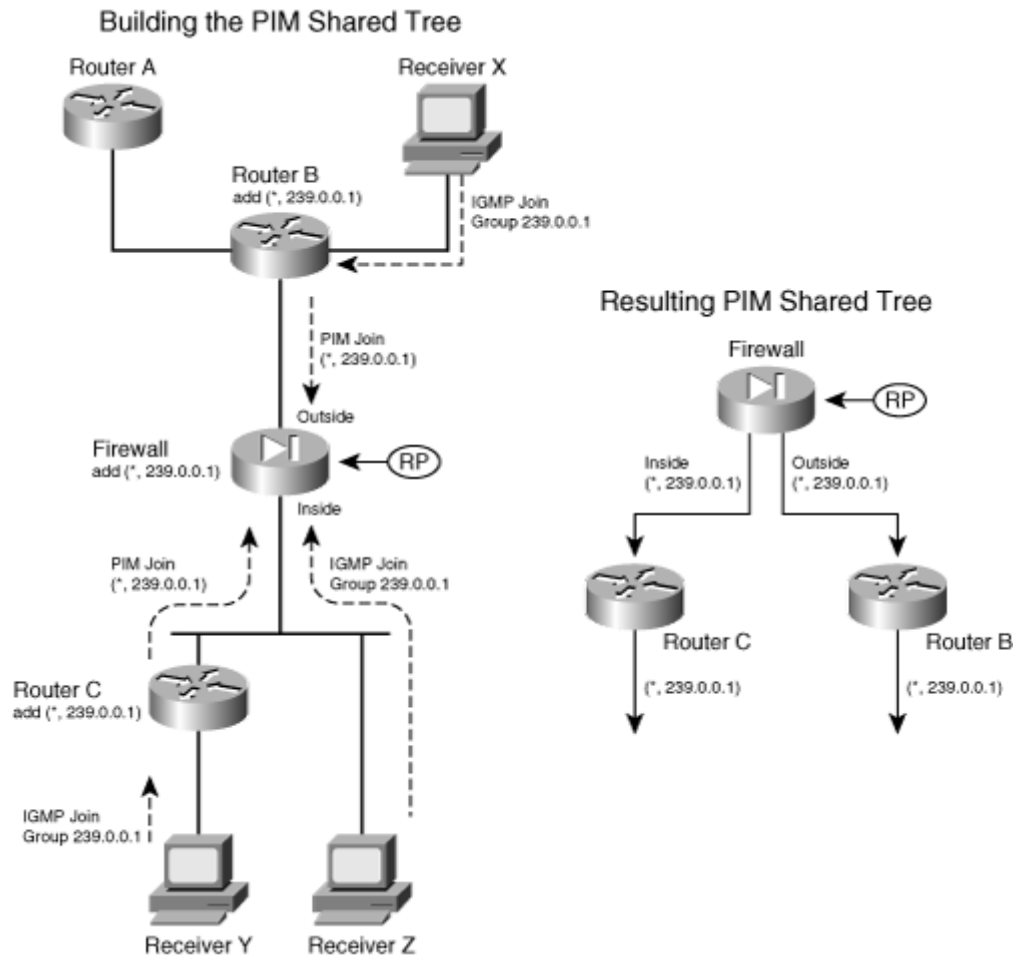 Building the PIM Shared Tree
Router A
Receiver X
Router B
add (*, 239.0.0.1)
IGMP Join
Group 239.0.0.1
PIM Join
(*, 239.0.0.1)
Outside
Firewall
add (*, 239.0.0.1)
RP
Inside
PIM Join
(*, 239.0.0.1)
IGMP Join
Group 239.0.0.1
Router C
add (*, 239.0.0.1)
IGMP Join
Group 239.0.0.1
Receiver Y
Receiver Z
Resulting PIM Shared Tree
Firewall
RP
Inside
(*, 239.0.0.1)
Outside
(*, 239.0.0.1)
Router C
Router B
(*, 239.0.0.1)
(*, 239.0.0.1)